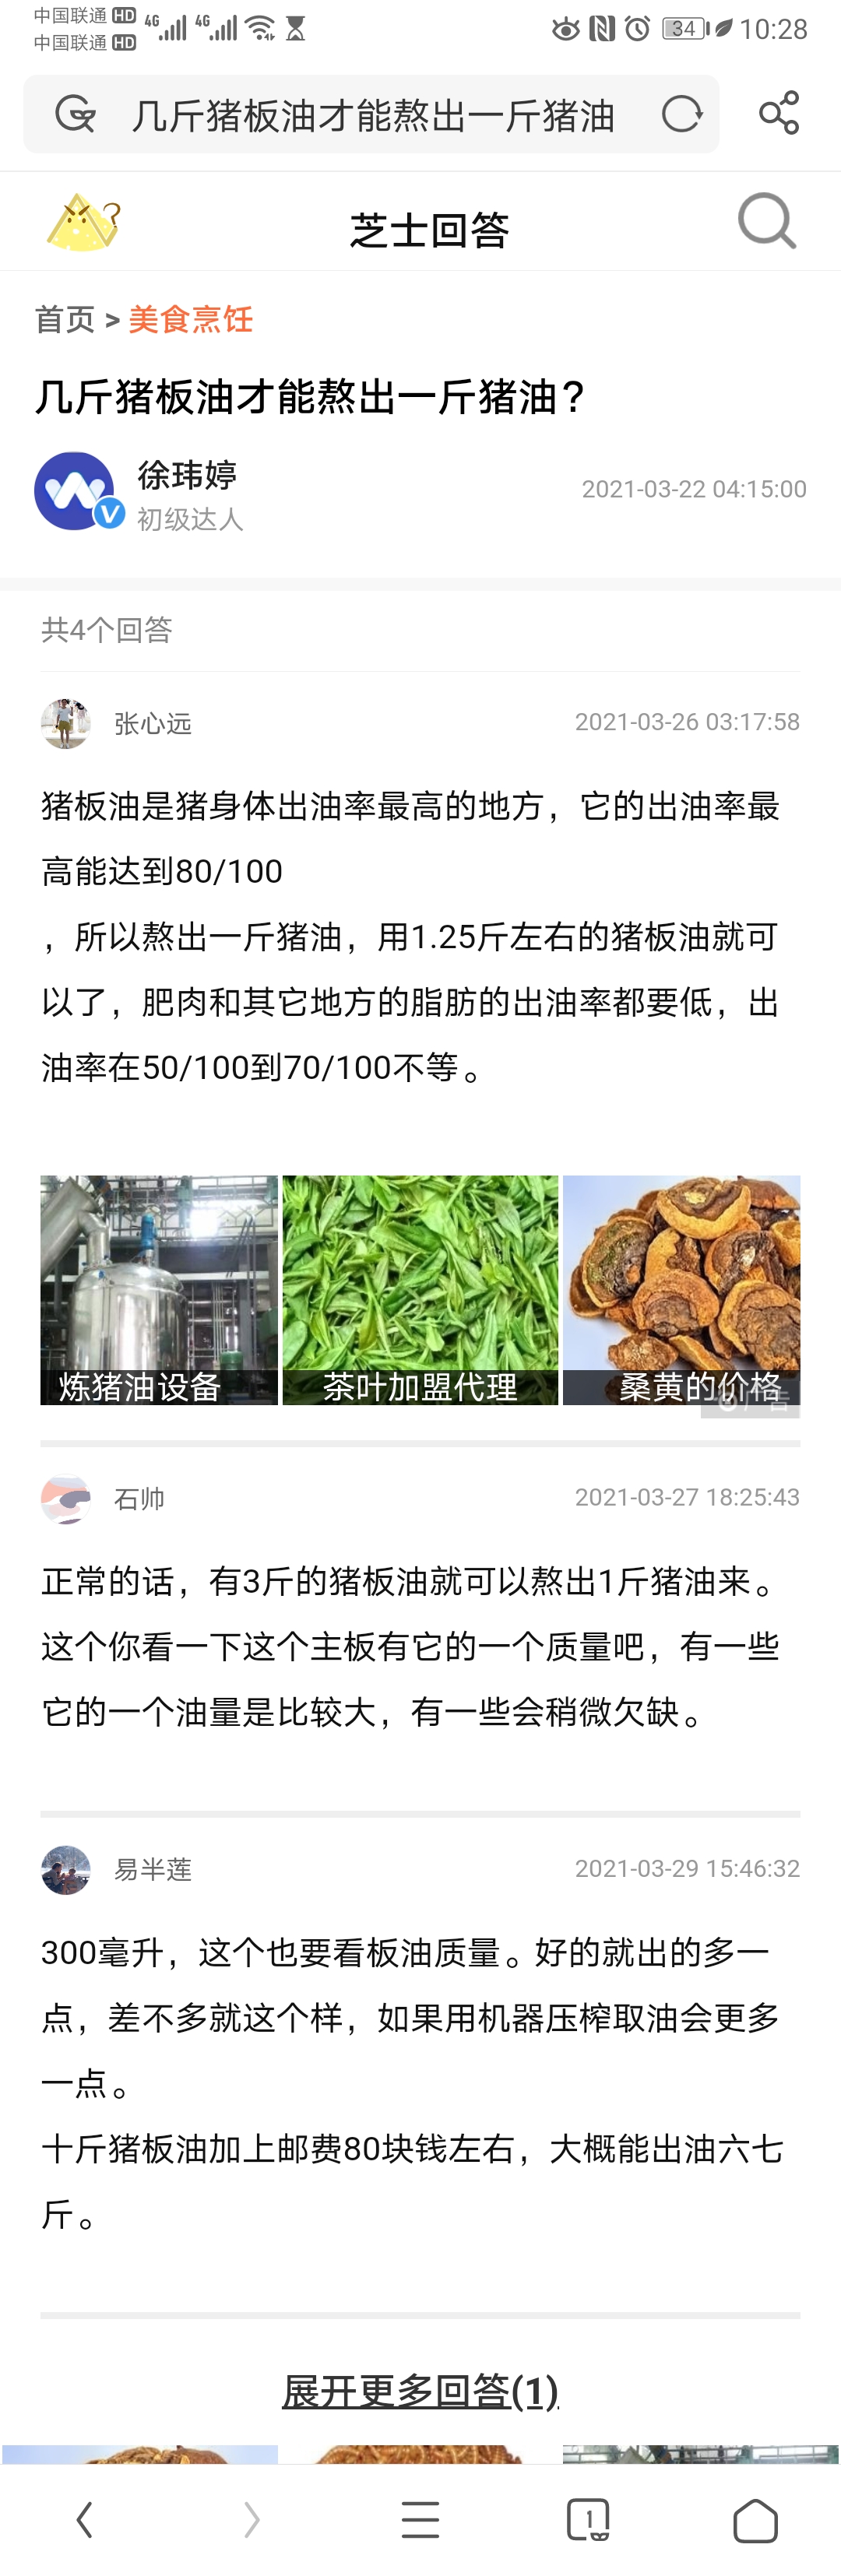 中国联通 HD 4G 4G 34 10:28
中国联通 HD
几斤猪板油才能熬出一斤猪油
芝士回答
首页 > 美食烹饪
几斤猪板油才能熬出一斤猪油?
徐玮婷
2021-03-22 04:15:00
初级达人
共4个回答
张心远
2021-03-26 03:17:58
猪板油是猪身体出油率最高的地方，它的出油率最
高能达到80/100
，所以熬出一斤猪油，用1.25斤左右的猪板油就可
以了，肥肉和其它地方的脂肪的出油率都要低，出
油率在50/100到70/100不等。
炼猪油设备
茶叶加盟代理
桑黄的价格
广告
石帅
2021-03-27 18:25:43
正常的话，有3斤的猪板油就可以熬出1斤猪油来。
这个你看一下这个主板有它的一个质量吧，有一些
它的一个油量是比较大，有一些会稍微欠缺。
易半莲
2021-03-29 15:46:32
300毫升，这个也要看板油质量。好的就出的多一
点，差不多就这个样，如果用机器压榨取油会更多
一点。
十斤猪板油加上邮费80块钱左右，大概能出油六七
斤。
展开更多回答(1)
1